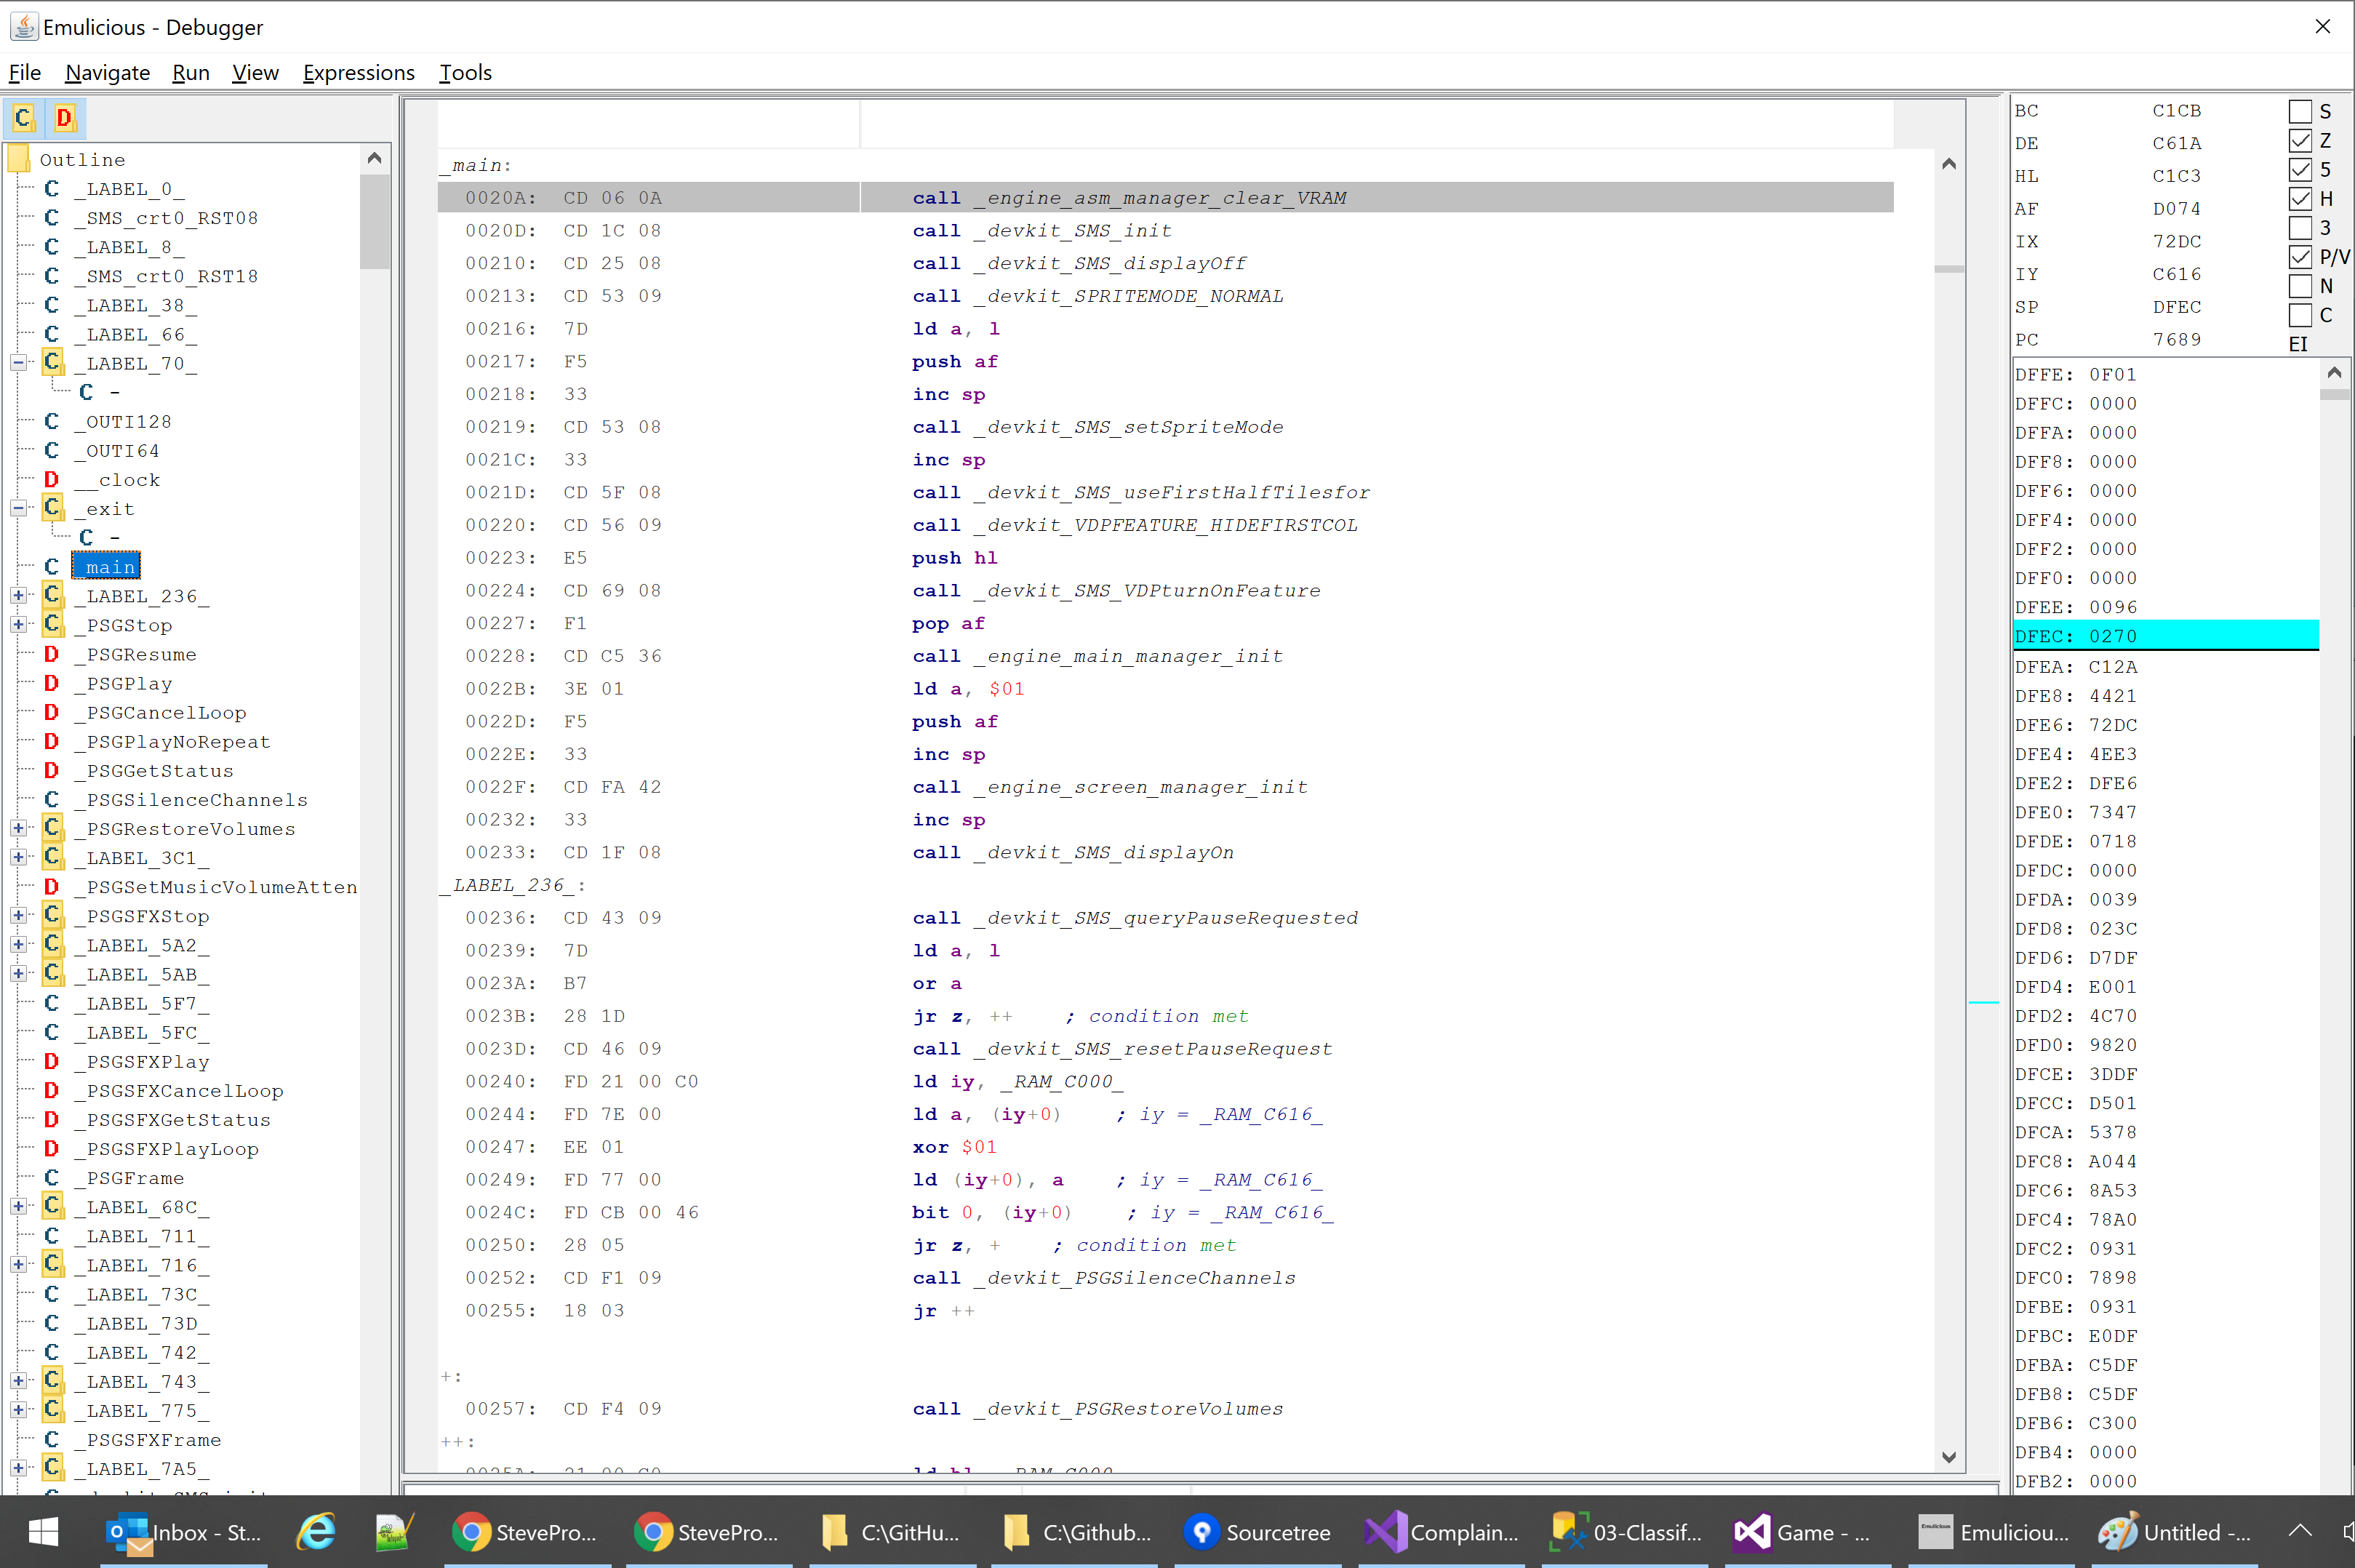 Emulicious - Debugger
File Navigate Run View Expressions Tools
C D
Outline
C _LABEL_0_
C _SMS_crt0_RST08
C _LABEL_8_
C _SMS_crt0_RST18
C _LABEL_38_
C _LABEL_66_
C _LABEL_70_
C -
C _OUTI128
C _OUTI64
D __clock
C _exit
C -
C _main
C _LABEL_236_
C _PSGStop
D _PSGResume
D _PSGPlay
D _PSGCancelLoop
D _PSGPlayNoRepeat
D _PSGGetStatus
C _PSGSilenceChannels
C _PSGRestoreVolumes
C _LABEL_3C1_
D _PSGSetMusicVolumeAtten
C _PSGSFXStop
C _LABEL_5A2_
C _LABEL_5AB_
C _LABEL_5F7_
C _LABEL_5FC_
D _PSGSFXPlay
D _PSGSFXCancelLoop
D _PSGSFXGetStatus
D _PSGSFXPlayLoop
C _PSGFrame
C _LABEL_68C_
C _LABEL_711_
C _LABEL_716_
C _LABEL_73C_
C _LABEL_73D_
C _LABEL_742_
C _LABEL_743_
C _LABEL_775_
C _PSGSFXFrame
C _LABEL_7A5_
_main:
0020A: CD 06 0A call _engine_asm_manager_clear_VRAM
0020D: CD 1C 08 call _devkit_SMS_init
00210: CD 25 08 call _devkit_SMS_displayOff
00213: CD 53 09 call _devkit_SPRITEMODE_NORMAL
00216: 7D ld a, l
00217: F5 push af
00218: 33 inc sp
00219: CD 53 08 call _devkit_SMS_setSpriteMode
0021C: 33 inc sp
0021D: CD 5F 08 call _devkit_SMS_useFirstHalfTilesfor
00220: CD 56 09 call _devkit_VDPFEATURE_HIDEFIRSTCOL
00223: E5 push hl
00224: CD 69 08 call _devkit_SMS_VDPturnOnFeature
00227: F1 pop af
00228: CD C5 36 call _engine_main_manager_init
0022B: 3E 01 ld a, $01
0022D: F5 push af
0022E: 33 inc sp
0022F: CD FA 42 call _engine_screen_manager_init
00232: 33 inc sp
00233: CD 1F 08 call _devkit_SMS_displayOn
_LABEL_236_:
00236: CD 43 09 call _devkit_SMS_queryPauseRequested
00239: 7D ld a, l
0023A: B7 or a
0023B: 28 1D jr z, ++ ; condition met
0023D: CD 46 09 call _devkit_SMS_resetPauseRequest
00240: FD 21 00 C0 ld iy, _RAM_C000_
00244: FD 7E 00 ld a, (iy+0) ; iy = _RAM_C616_
00247: EE 01 xor $01
00249: FD 77 00 ld (iy+0), a ; iy = _RAM_C616_
0024C: FD CB 00 46 bit 0, (iy+0) ; iy = _RAM_C616_
00250: 28 05 jr z, + ; condition met
00252: CD F1 09 call _devkit_PSGSilenceChannels
00255: 18 03 jr ++
+:
00257: CD F4 09 call _devkit_PSGRestoreVolumes
++:
BC C1CB
DE C61A
HL C1C3
AF D074
IX 72DC
IY C616
SP DFEC
PC 7689
S
Z
5
H
3
P/V
N
C
EI
DFFE: 0F01
DFFC: 0000
DFFA: 0000
DFF8: 0000
DFF6: 0000
DFF4: 0000
DFF2: 0000
DFF0: 0000
DFEE: 0096
DFEC: 0270
DFEA: C12A
DFE8: 4421
DFE6: 72DC
DFE4: 4EE3
DFE2: DFE6
DFE0: 7347
DFDE: 0718
DFDC: 0000
DFDA: 0039
DFD8: 023C
DFD6: D7DF
DFD4: E001
DFD2: 4C70
DFD0: 9820
DFCE: 3DDF
DFCC: D501
DFCA: 5378
DFC8: A044
DFC6: 8A53
DFC4: 78A0
DFC2: 0931
DFC0: 7898
DFBE: 0931
DFBC: E0DF
DFBA: C5DF
DFB8: C5DF
DFB6: C300
DFB4: 0000
DFB2: 0000
Inbox - St... StevePro... StevePro... C:\GitHu... C:\Github... Sourcetree Complain... 03-Classif... Game - ... Emuliciou... Untitled -...